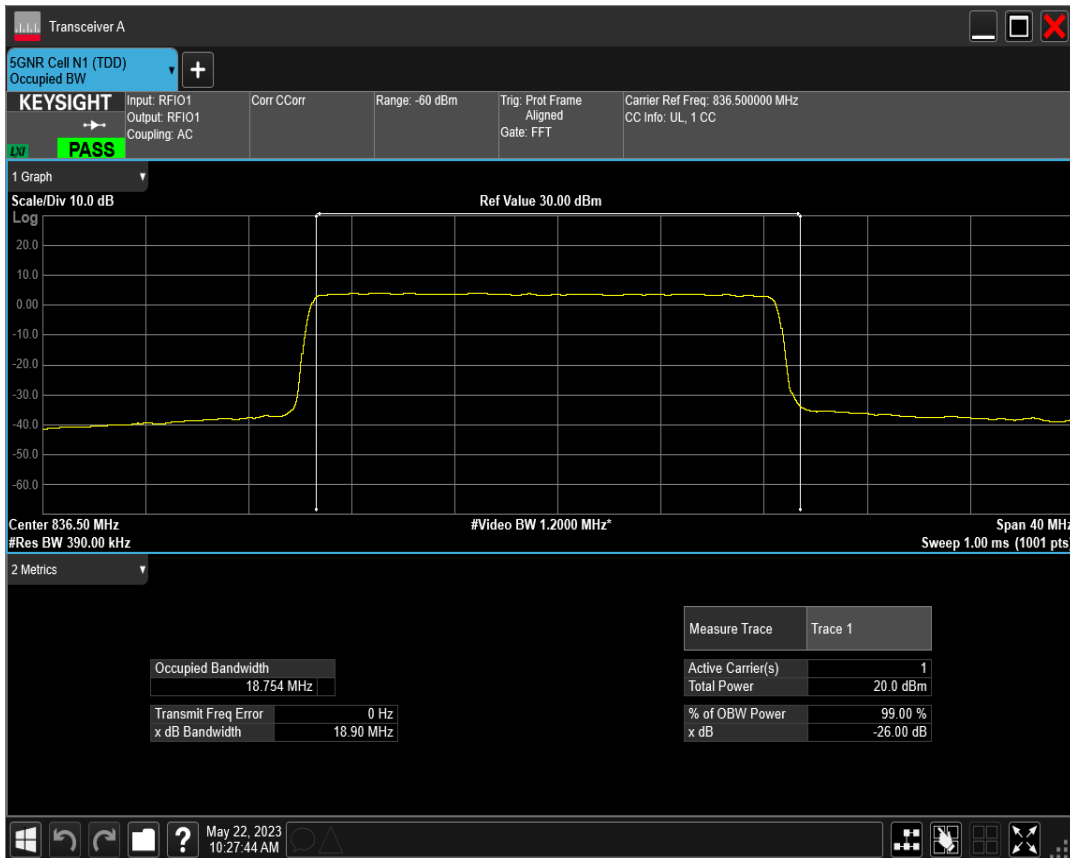 Transceiver A
5GNR Cell N1 (TDD)
Occupied BW
+
KEYSIGHT
LXI
PASS
Input: RFIO1
Output: RFIO1
Coupling: AC
Corr CCorr
Range: -60 dBm
Trig: Prot Frame
Aligned
Gate: FFT
Carrier Ref Freq: 836.500000 MHz
CC Info: UL, 1 CC
1 Graph
Scale/Div 10.0 dB
Ref Value 30.00 dBm
Log
20.0
10.0
0.00
-10.0
-20.0
-30.0
-40.0
-50.0
-60.0
Center 836.50 MHz
#Video BW 1.2000 MHz*
Span 40 MHz
#Res BW 390.00 kHz
Sweep 1.00 ms (1001 pts)
2 Metrics
Measure Trace Trace 1
Occupied Bandwidth
18.754 MHz
Active Carrier(s) 1
Total Power 20.0 dBm
Transmit Freq Error 0 Hz
x dB Bandwidth 18.90 MHz
% of OBW Power 99.00 %
x dB -26.00 dB
?
May 22, 2023
10:27:44 AM